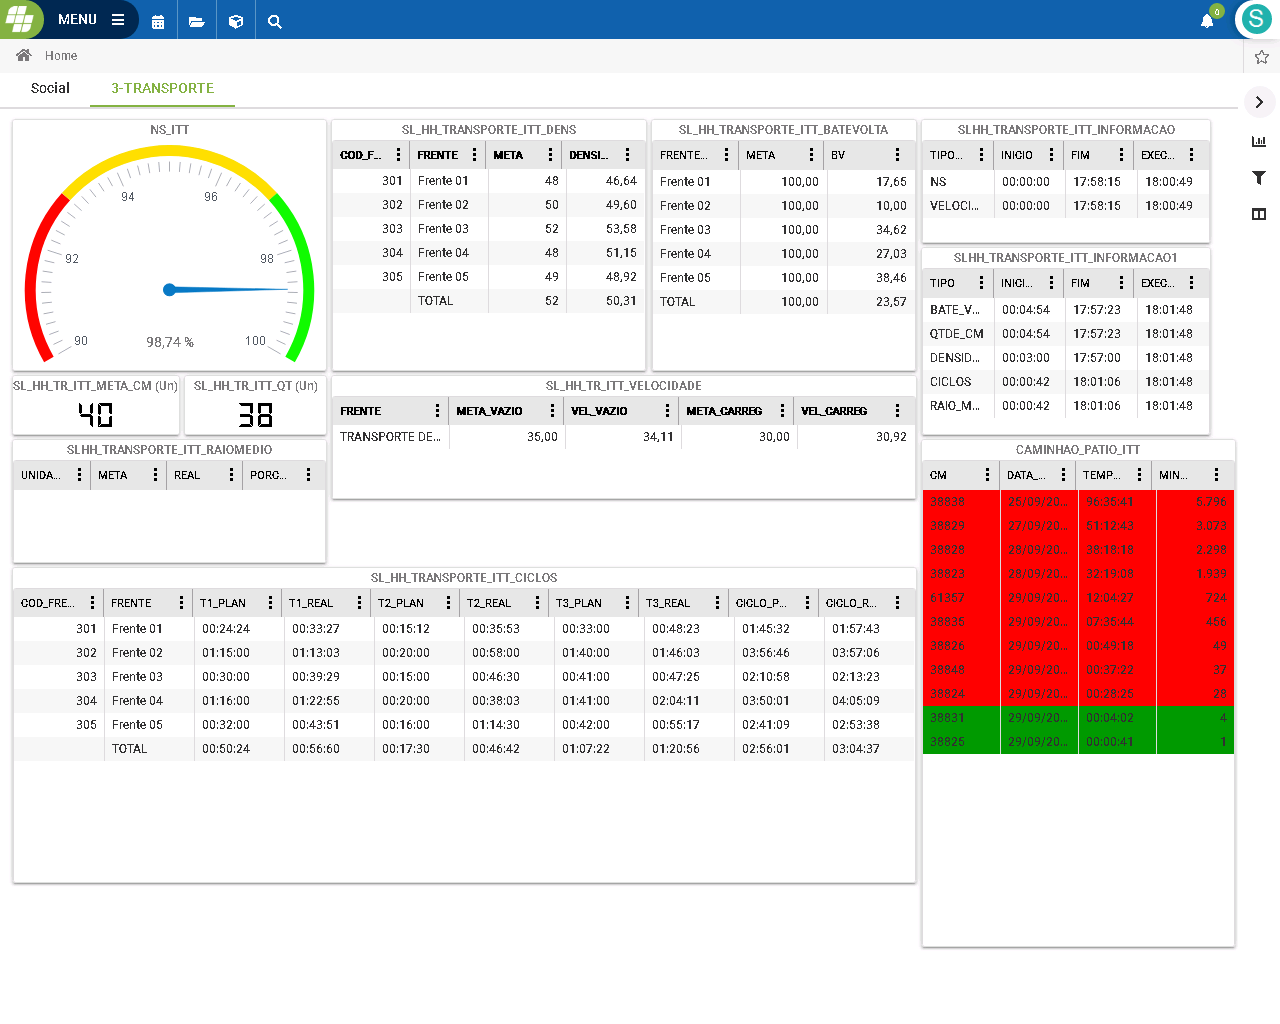 MENU
0
S
Home
Social
3-TRANSPORTE
NS_ITT
90
92
94
96
98
100
98,74 %
SL_HH_TRANSPORTE_ITT_DENS
COD_F... FRENTE META DENSI...
301 Frente 01 48 46,64
302 Frente 02 50 49,60
303 Frente 03 52 53,58
304 Frente 04 48 51,15
305 Frente 05 49 48,92
TOTAL 52 50,31
SL_HH_TRANSPORTE_ITT_BATEVOLTA
FRENTE... META BV
Frente 01 100,00 17,65
Frente 02 100,00 10,00
Frente 03 100,00 34,62
Frente 04 100,00 27,03
Frente 05 100,00 38,46
TOTAL 100,00 23,57
SLHH_TRANSPORTE_ITT_INFORMACAO
TIPO... INICIO FIM EXEC...
NS 00:00:00 17:58:15 18:00:49
VELOCI... 00:00:00 17:58:15 18:00:49
SLHH_TRANSPORTE_ITT_INFORMACAO1
TIPO INICI... FIM EXEC...
BATE_V... 00:04:54 17:57:23 18:01:48
QTDE_CM 00:04:54 17:57:23 18:01:48
DENSID... 00:03:00 17:57:00 18:01:48
CICLOS 00:00:42 18:01:06 18:01:48
RAIO_M... 00:00:42 18:01:06 18:01:48
SL_HH_TR_ITT_META_CM (Un)
40
SL_HH_TR_ITT_QT (Un)
38
SL_HH_TR_ITT_VELOCIDADE
FRENTE META_VAZIO VEL_VAZIO META_CARREG VEL_CARREG
TRANSPORTE DE... 35,00 34,11 30,00 30,92
SLHH_TRANSPORTE_ITT_RAIOMEDIO
UNIDA... META REAL PORC...
CAMINHAO_PATIO_ITT
CM DATA_... TEMP... MIN...
38838 25/09/20... 96:35:41 5.796
38829 27/09/20... 51:12:43 3.073
38828 28/09/20... 38:18:18 2.298
38823 28/09/20... 32:19:08 1.939
51357 29/09/20... 12:04:27 724
38835 29/09/20... 07:35:44 456
38826 29/09/20... 00:49:18 49
38848 29/09/20... 00:37:22 37
38824 29/09/20... 00:28:25 28
38831 29/09/20... 00:04:02 4
38825 29/09/20... 00:00:41 1
SL_HH_TRANSPORTE_ITT_CICLOS
COD_FRE... FRENTE T1_PLAN T1_REAL T2_PLAN T2_REAL T3_PLAN T3_REAL CICLO_P... CICLO_R...
301 Frente 01 00:24:24 00:33:27 00:15:12 00:35:53 00:33:00 00:48:23 01:45:32 01:57:43
302 Frente 02 01:15:00 01:13:03 00:20:00 00:58:00 01:40:00 01:46:03 03:56:46 03:57:06
303 Frente 03 00:30:00 00:39:29 00:15:00 00:46:30 00:41:00 00:47:25 02:10:58 02:13:23
304 Frente 04 01:16:00 01:22:55 00:20:00 00:38:03 01:41:00 02:04:11 03:50:01 04:05:09
305 Frente 05 00:32:00 00:43:51 00:16:00 01:14:30 00:42:00 00:55:17 02:41:09 02:53:38
TOTAL 00:50:24 00:56:60 00:17:30 00:46:42 01:07:22 01:20:56 02:56:01 03:04:37